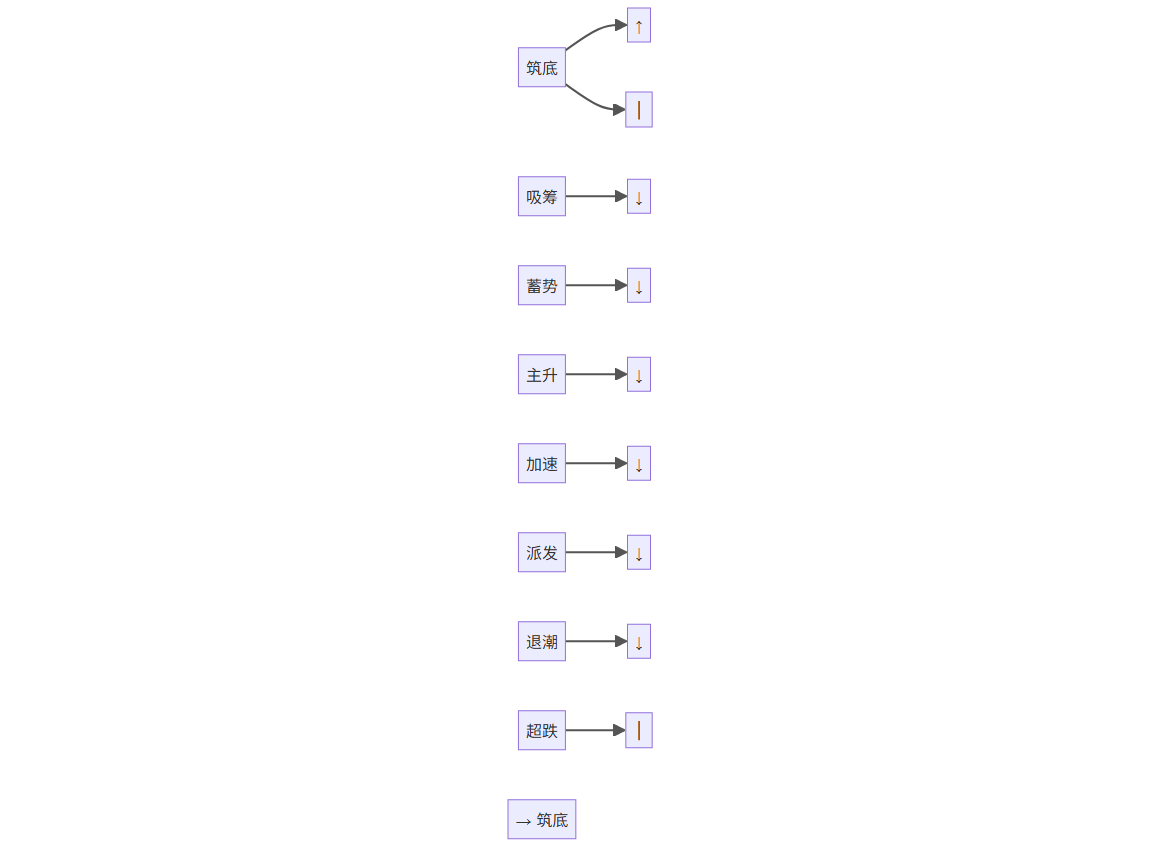 ↑
筑底
|
吸筹 ↓
蓄势 ↓
主升 ↓
加速 ↓
派发 ↓
退潮 ↓
超跌 |
→ 筑底